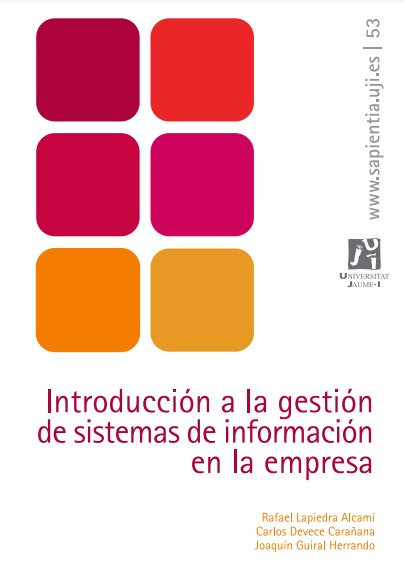 www.sapientia.uji.es | 53
UJI
UNIVERSITAT
JAUME·I
Introducción a la gestión
de sistemas de información
en la empresa
Rafael Lapiedra Alcamí
Carlos Devece Carañana
Joaquín Guiral Herrando